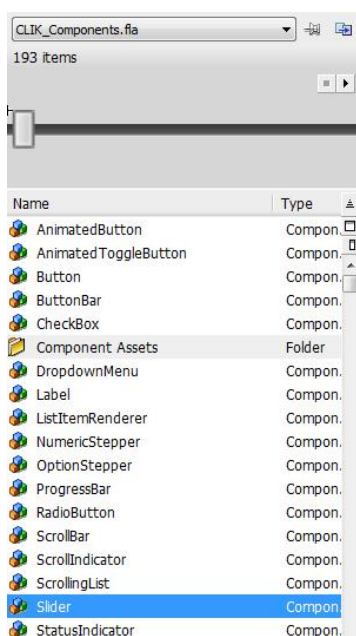 CLIK_Components.fla
193 items
Name Type
AnimatedButton Compon.
AnimatedToggleButton Compon.
Button Compon.
ButtonBar Compon.
CheckBox Compon.
Component Assets Folder
DropdownMenu Compon.
Label Compon.
ListItemRenderer Compon.
NumericStepper Compon.
OptionStepper Compon.
ProgressBar Compon.
RadioButton Compon.
ScrollBar Compon.
ScrollIndicator Compon.
ScrollingList Compon.
Slider Compon.
StatusIndicator Compon.